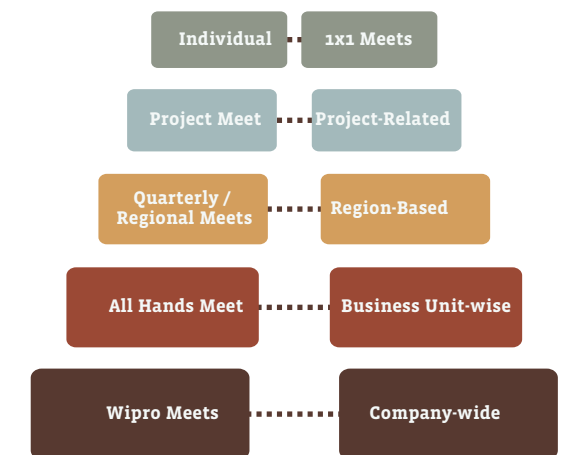 Individual
1x1 Meets
Project Meet
Project-Related
Quarterly /
Regional Meets
Region-Based
All Hands Meet
Business Unit-wise
Wipro Meets
Company-wide